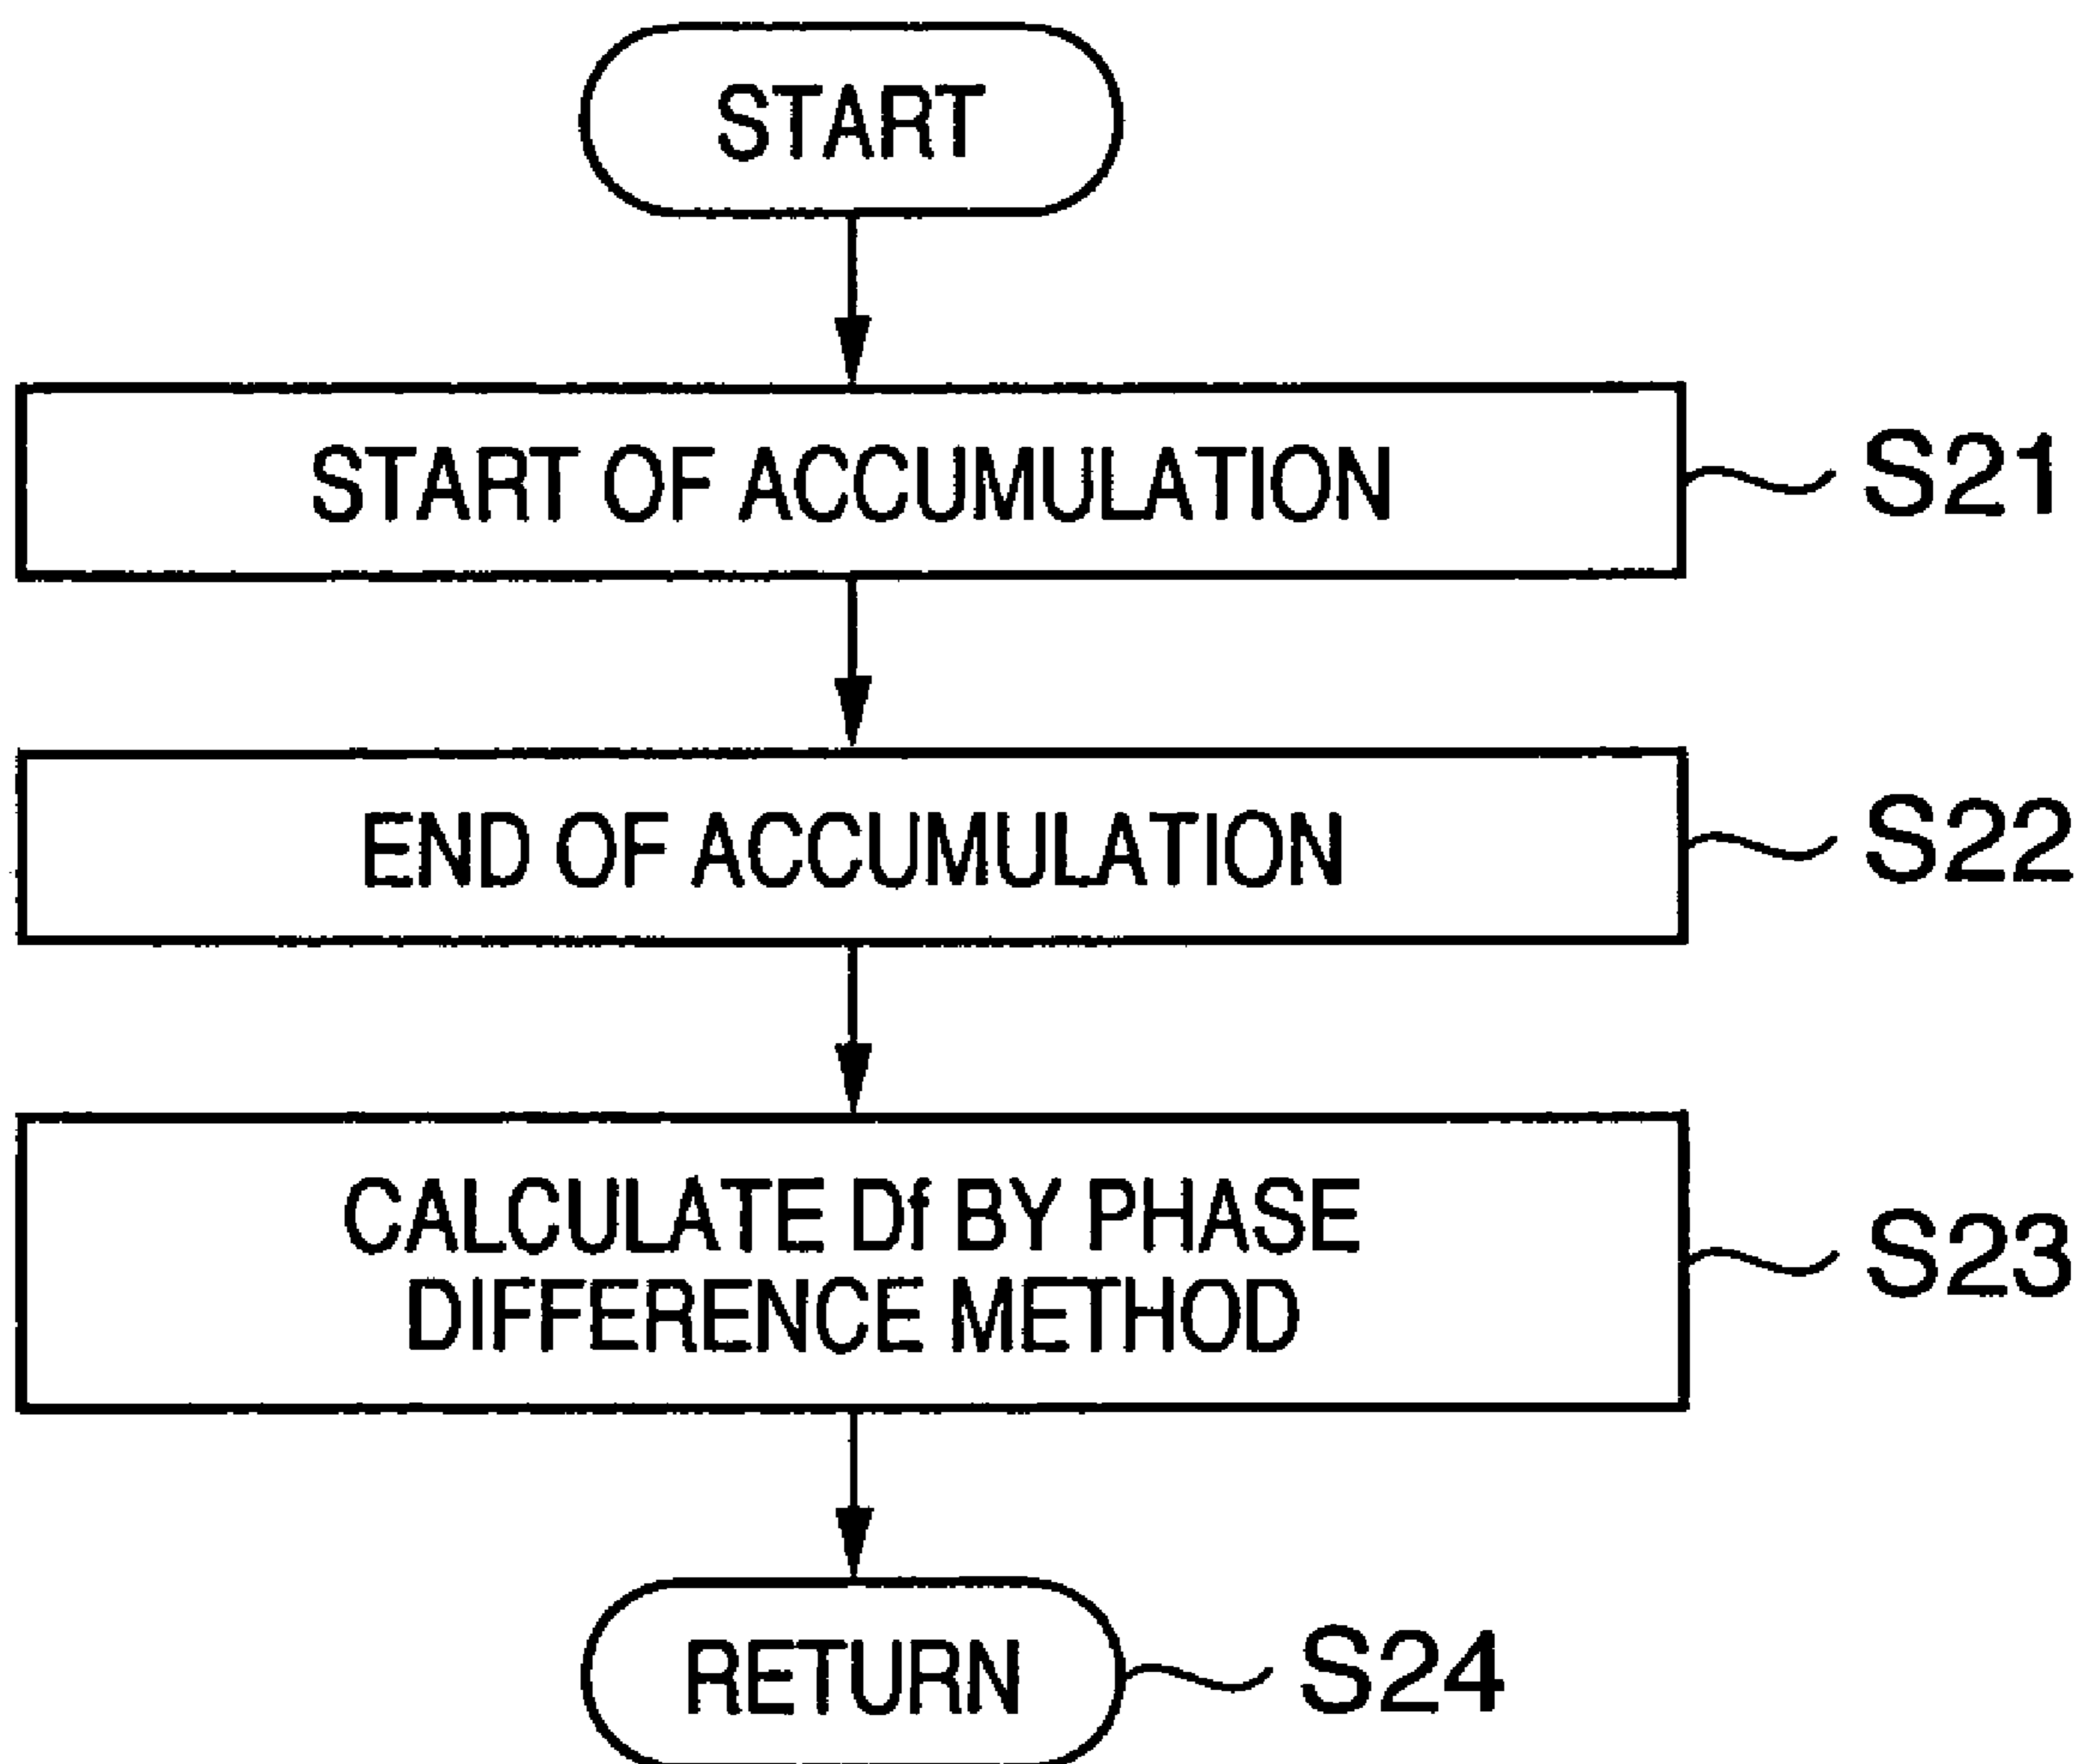 START
START OF ACCUMULATION
S21
END OF ACCUMULATION
S22
CALCULATE Df BY PHASE
DIFFERENCE METHOD
S23
RETURN
S24